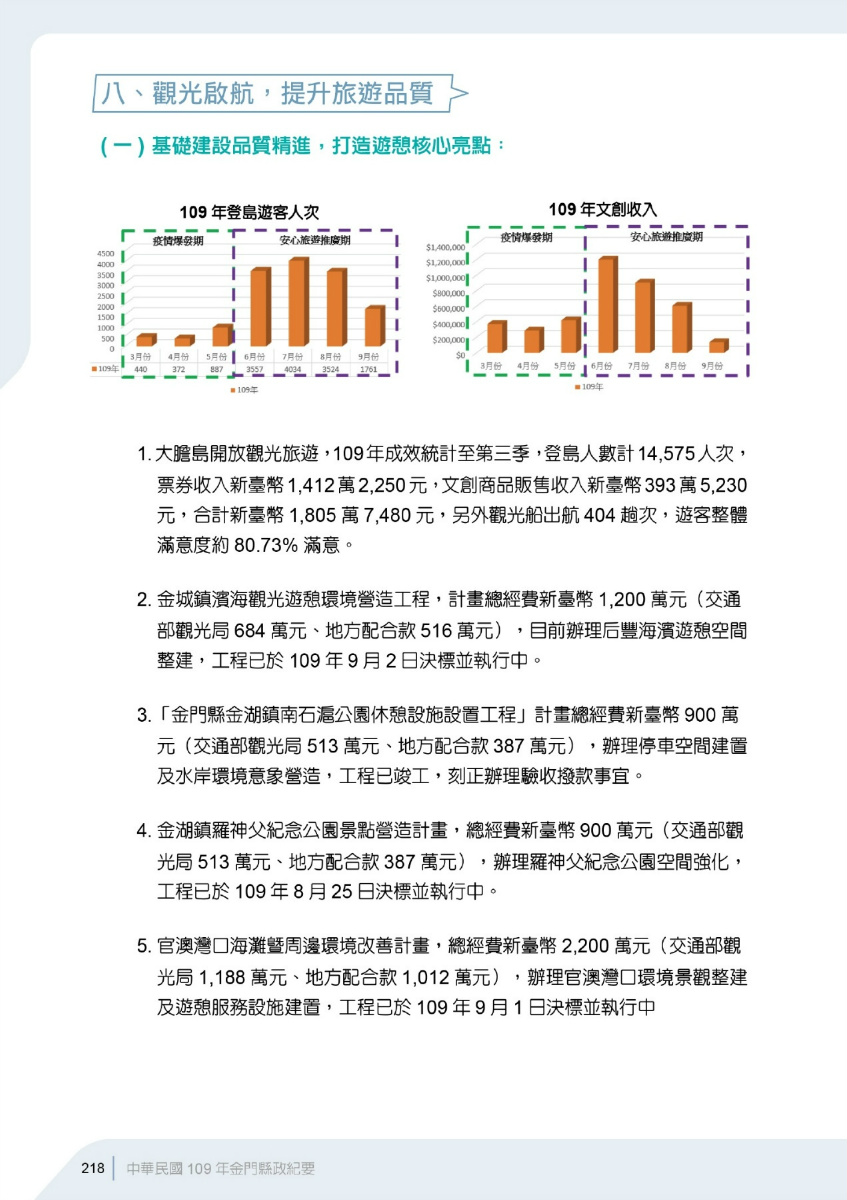 八、觀光啟航，提升旅遊品質
(一) 基礎建設品質精進，打造遊憩核心亮點：
109 年登島遊客人次
疫情爆發期 安心旅遊推廣期
4500
4000
3500
3000
2500
2000
1500
1000
500
0
3月份 4月份 5月份 6月份 7月份 8月份 9月份
109年 440 372 887 3557 4034 3524 1761
109年
109 年文創收入
疫情爆發期 安心旅遊推廣期
$1,400,000
$1,200,000
$1,000,000
$800,000
$600,000
$400,000
$200,000
$0
3月份 4月份 5月份 6月份 7月份 8月份 9月份
109年
1. 大膽島開放觀光旅遊，109 年成效統計至第三季，登島人數計 14,575 人次，
票券收入新臺幣 1,412 萬 2,250 元，文創商品販售收入新臺幣 393 萬 5,230
元，合計新臺幣 1,805 萬 7,480 元，另外觀光船出航 404 趟次，遊客整體
滿意度約 80.73% 滿意。
2. 金城鎮濱海觀光遊憩環境營造工程，計畫總經費新臺幣 1,200 萬元（交通
部觀光局 684 萬元、地方配合款 516 萬元），目前辦理后豐海濱遊憩空間
整建，工程已於 109 年 9 月 2 日決標並執行中。
3.「金門縣金湖鎮南石滬公園休憩設施設置工程」計畫總經費新臺幣 900 萬
元（交通部觀光局 513 萬元、地方配合款 387 萬元），辦理停車空間建置
及水岸環境意象營造，工程已竣工，刻正辦理驗收撥款事宜。
4. 金湖鎮羅神父紀念公園景點營造計畫，總經費新臺幣 900 萬元（交通部觀
光局 513 萬元、地方配合款 387 萬元），辦理羅神父紀念公園空間強化，
工程已於 109 年 8 月 25 日決標並執行中。
5. 官澳灣口海灘暨周邊環境改善計畫，總經費新臺幣 2,200 萬元（交通部觀
光局 1,188 萬元、地方配合款 1,012 萬元），辦理官澳灣口環境景觀整建
及遊憩服務設施建置，工程已於 109 年 9 月 1 日決標並執行中
218 中華民國 109 年金門縣政紀要